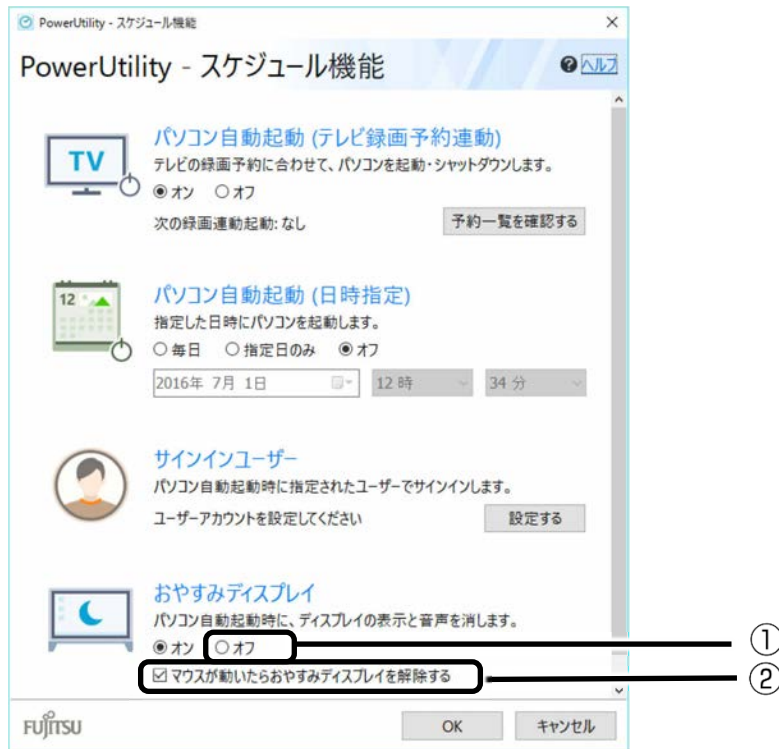 PowerUtility - スケジュール機能
PowerUtility - スケジュール機能
ヘルプ
TV
パソコン自動起動 (テレビ録画予約連動)
テレビの録画予約に合わせて、パソコンを起動・シャットダウンします。
オン オフ
次の録画連動起動: なし 予約一覧を確認する
12
パソコン自動起動 (日時指定)
指定した日時にパソコンを起動します。
毎日 指定日のみ オフ
2016年 7月 1日 12 時 34 分
サインインユーザー
パソコン自動起動時に指定されたユーザーでサインインします。
ユーザーアカウントを設定してください 設定する
おやすみディスプレイ
パソコン自動起動時に、ディスプレイの表示と音声を消します。
オン オフ ①
マウスが動いたらおやすみディスプレイを解除する ②
FUJITSU OK キャンセル